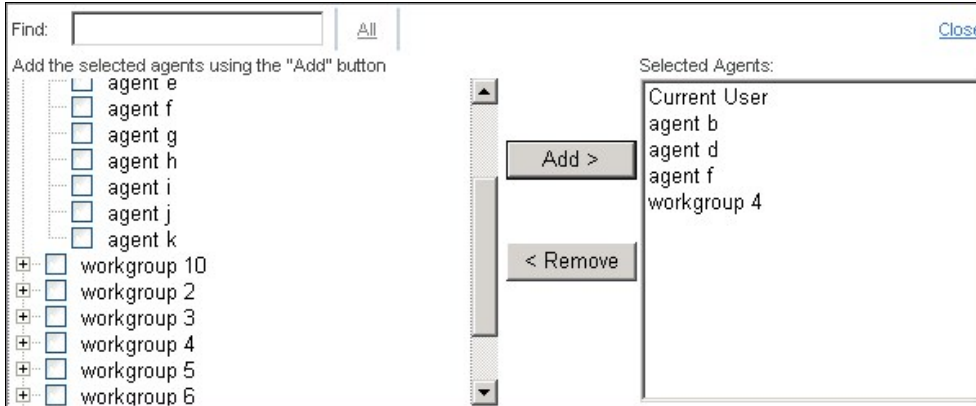 Find:
All
Close
Add the selected agents using the "Add" button
Selected Agents:
agent e
agent f
agent g
agent h
agent i
agent j
agent k
workgroup 10
workgroup 2
workgroup 3
workgroup 4
workgroup 5
workgroup 6
Add >
< Remove
Current User
agent b
agent d
agent f
workgroup 4